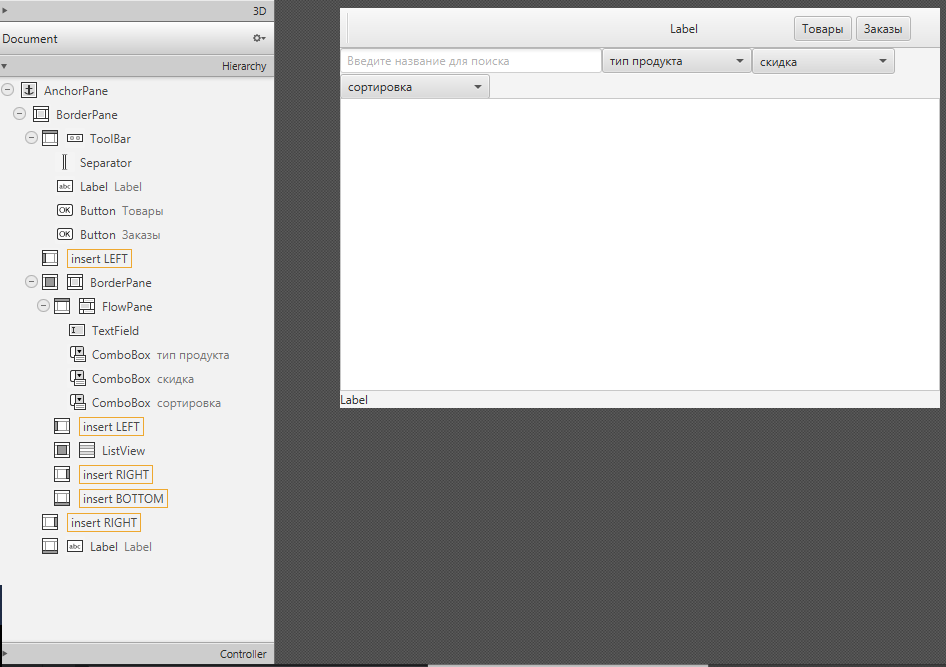 3D
Document
Hierarchy
AnchorPane
BorderPane
ToolBar
Separator
abc Label Label
OK Button Товары
OK Button Заказы
insert LEFT
BorderPane
FlowPane
TextField
ComboBox тип продукта
ComboBox скидка
ComboBox сортировка
insert LEFT
ListView
insert RIGHT
insert BOTTOM
insert RIGHT
abc Label Label
Controller
Label Товары Заказы
Введите название для поиска тип продукта скидка
сортировка
Label